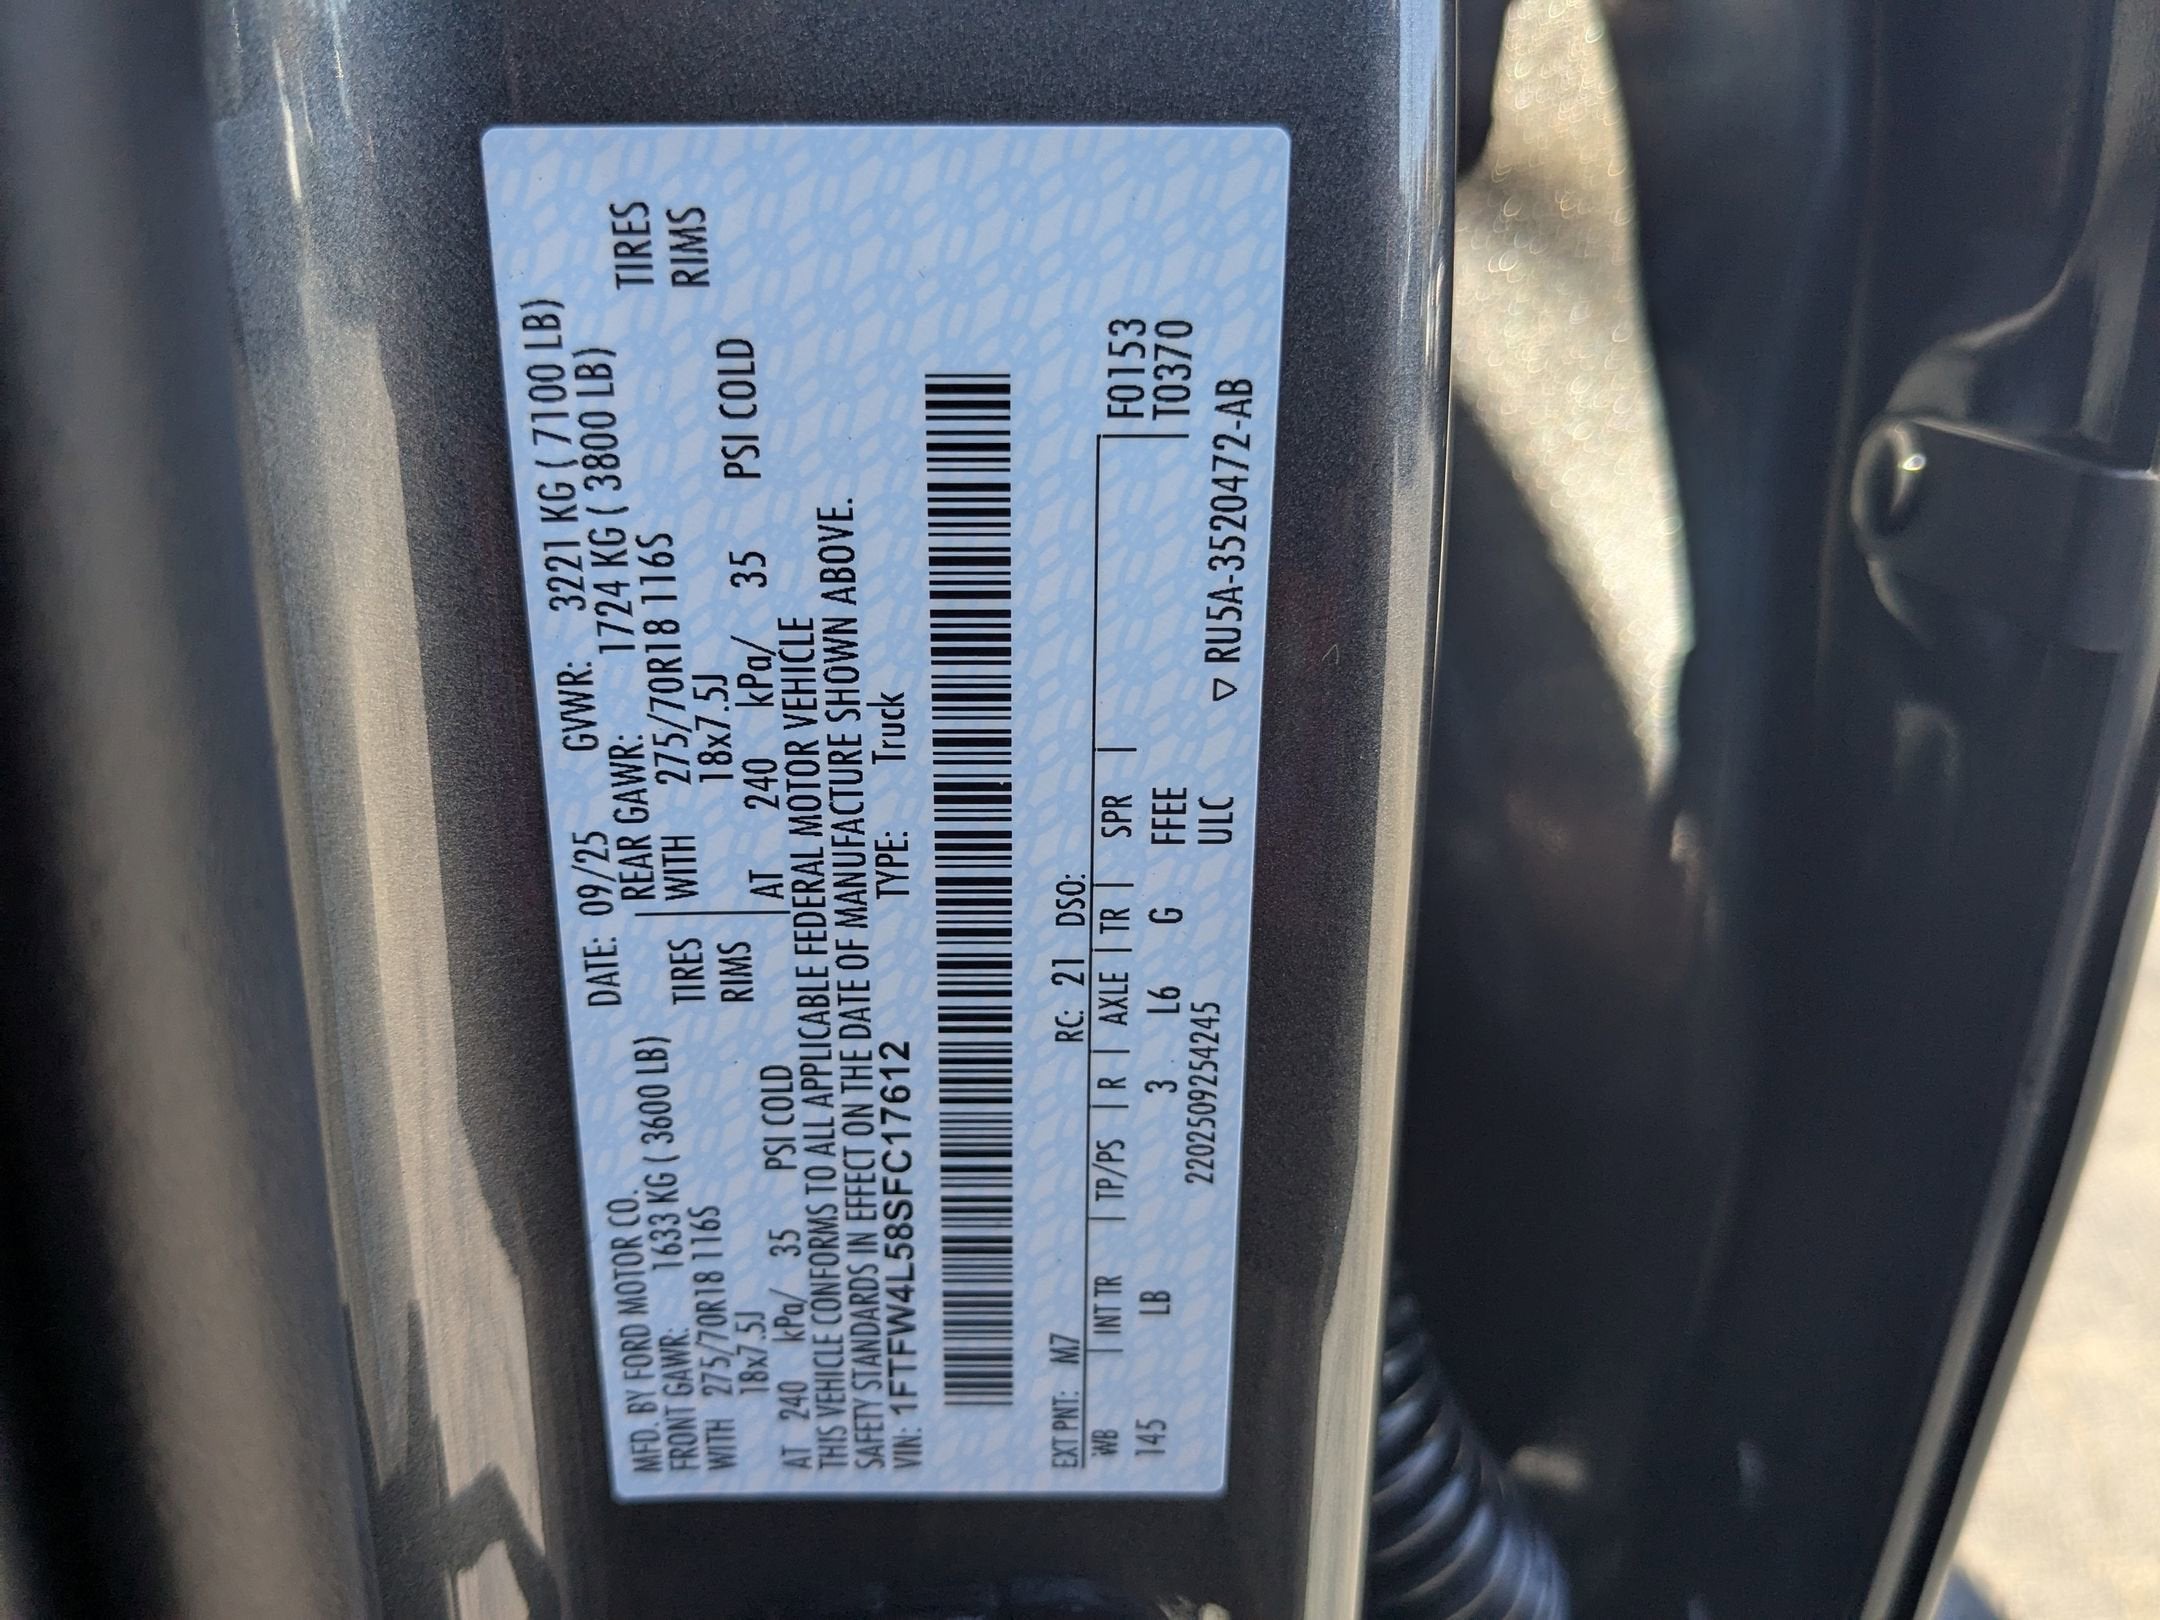 MFD. BY FORD MOTOR CO. DATE: 09/25 GVWR: 3221 KG ( 7100 LB)
FRONT GAWR: 1633 KG ( 3600 LB) REAR GAWR: 1724 KG ( 3800 LB)
WITH 275/70R18 116S TIRES WITH 275/70R18 116S TIRES
18x7.5J RIMS 18x7.5J RIMS
AT 240 kPa/ 35 PSI COLD AT 240 kPa/ 35 PSI COLD
THIS VEHICLE CONFORMS TO ALL APPLICABLE FEDERAL MOTOR VEHICLE
SAFETY STANDARDS IN EFFECT ON THE DATE OF MANUFACTURE SHOWN ABOVE.
VIN: 1FTFW4L58SFC17612 TYPE: Truck
EXT PNT: M7 RC: 21 DSO:
WB | INT TR | TP/PS | R | AXLE | TR | SPR | F0153
145 LB 3 L6 G FFEE T0370
2202509254245 ULC ▽ RU5A-3520472-AB